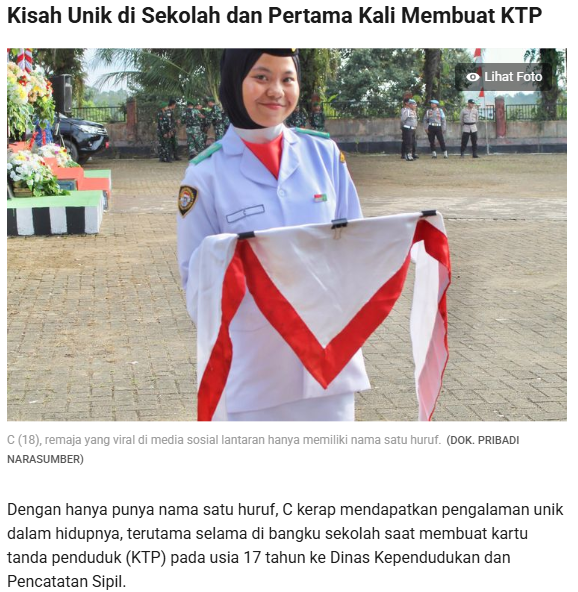 Kisah Unik di Sekolah dan Pertama Kali Membuat KTP
Lihat Foto
C
C (18), remaja yang viral di media sosial lantaran hanya memiliki nama satu huruf. (DOK. PRIBADI
NARASUMBER)
Dengan hanya punya nama satu huruf, C kerap mendapatkan pengalaman unik
dalam hidupnya, terutama selama di bangku sekolah saat membuat kartu
tanda penduduk (KTP) pada usia 17 tahun ke Dinas Kependudukan dan
Pencatatan Sipil.